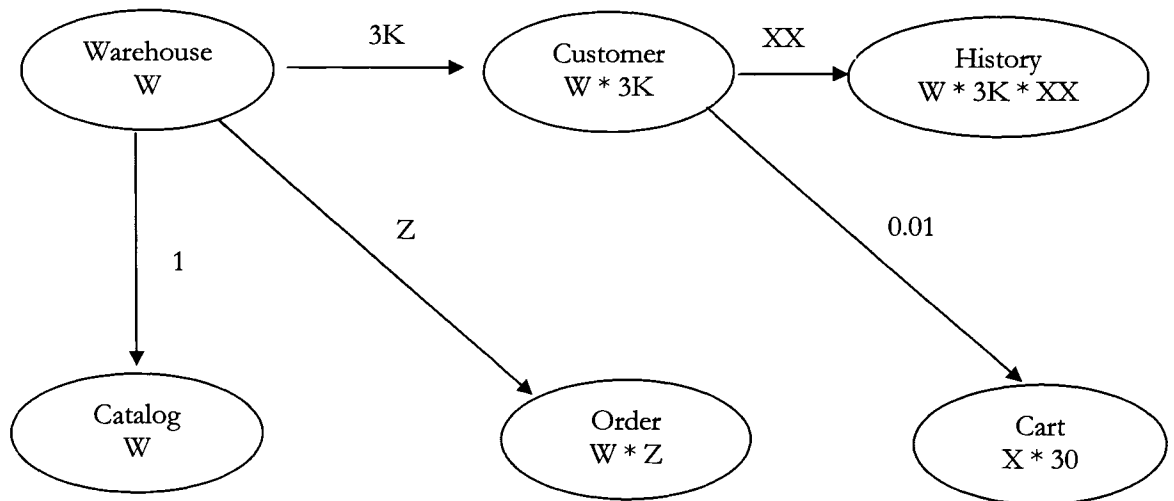 Warehouse
W
3K
Customer
W * 3K
XX
History
W * 3K * XX
1
Z
0.01
Catalog
W
Order
W * Z
Cart
X * 30